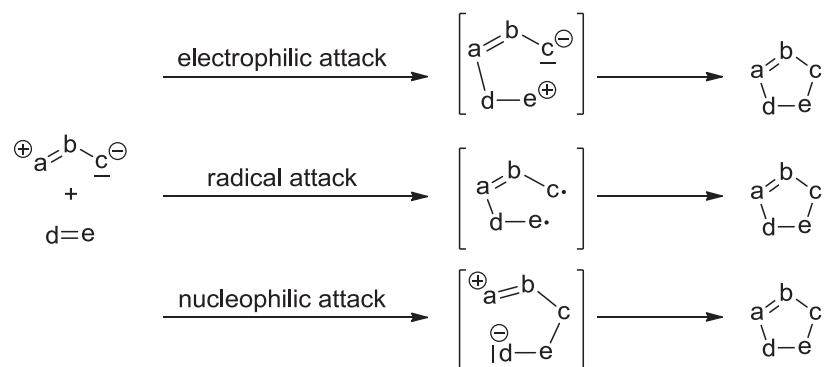 electrophilic attack
a b c ⊖
d e ⊕
a b c d e
⊕ a b c ⊖
+
d=e
radical attack
a b c·
d e·
a b c d e
nucleophilic attack
⊕ a b c
⊖ |d e
a b c d e